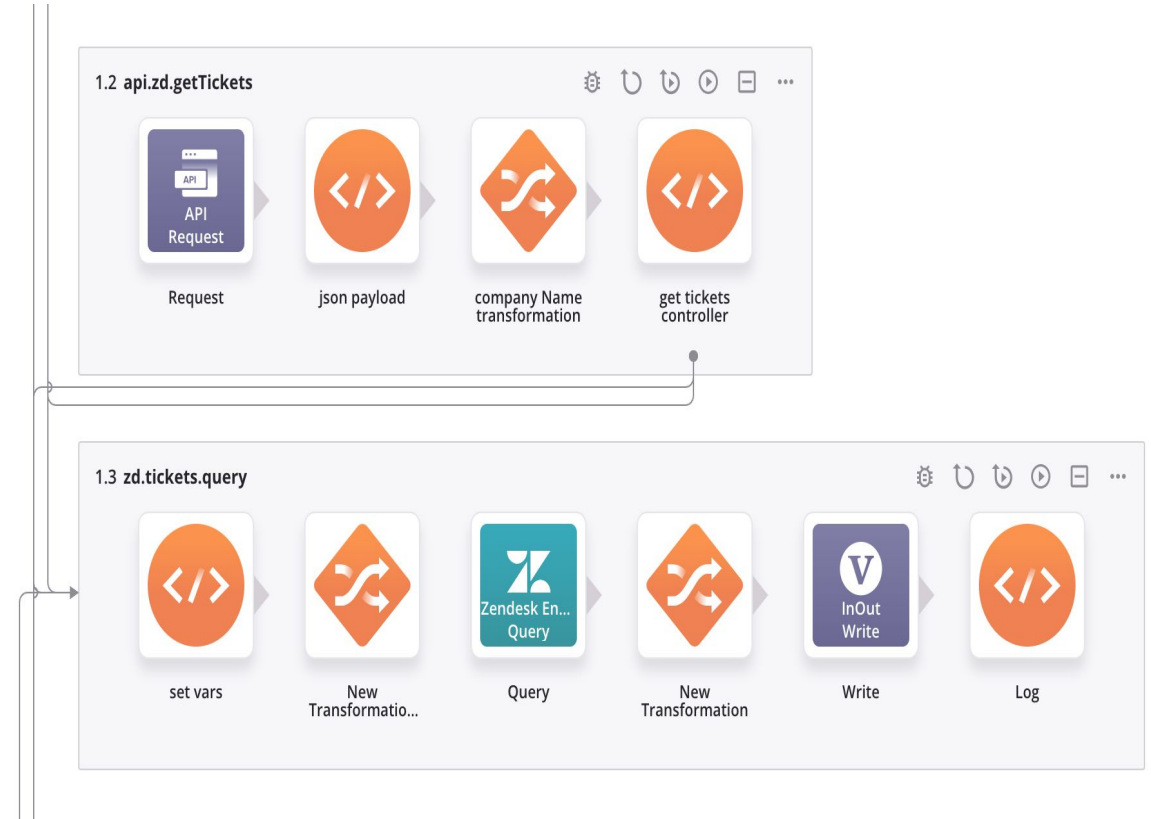 1.2 api.zd.getTickets
API
API
Request
Request
json payload
company Name
transformation
get tickets
controller
1.3 zd.tickets.query
Zendesk En...
Query
V
InOut
Write
set vars
New
Transformatio...
Query
New
Transformation
Write
Log